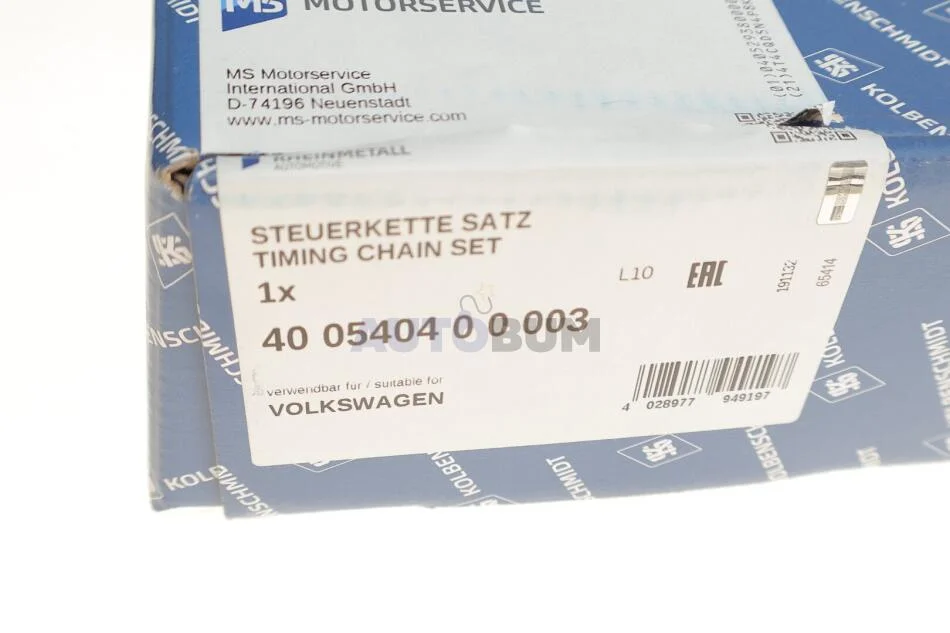 MS MOTORSERVICE
MS Motorservice
International GmbH
D-74196 Neuenstadt
www.ms-motorservice.com
RHEINMETALL
AUTOMOTIVE
STEUERKETTE SATZ
TIMING CHAIN SET
1x
L10
EAC
191132
65414
40 05404 0 0 003
AUTOBUM
verwendbar für / suitable for
VOLKSWAGEN
4 028977 949197
KOLBENSCHMIDT
KOLBENSCHMIDT
KOLBENSCHMIDT